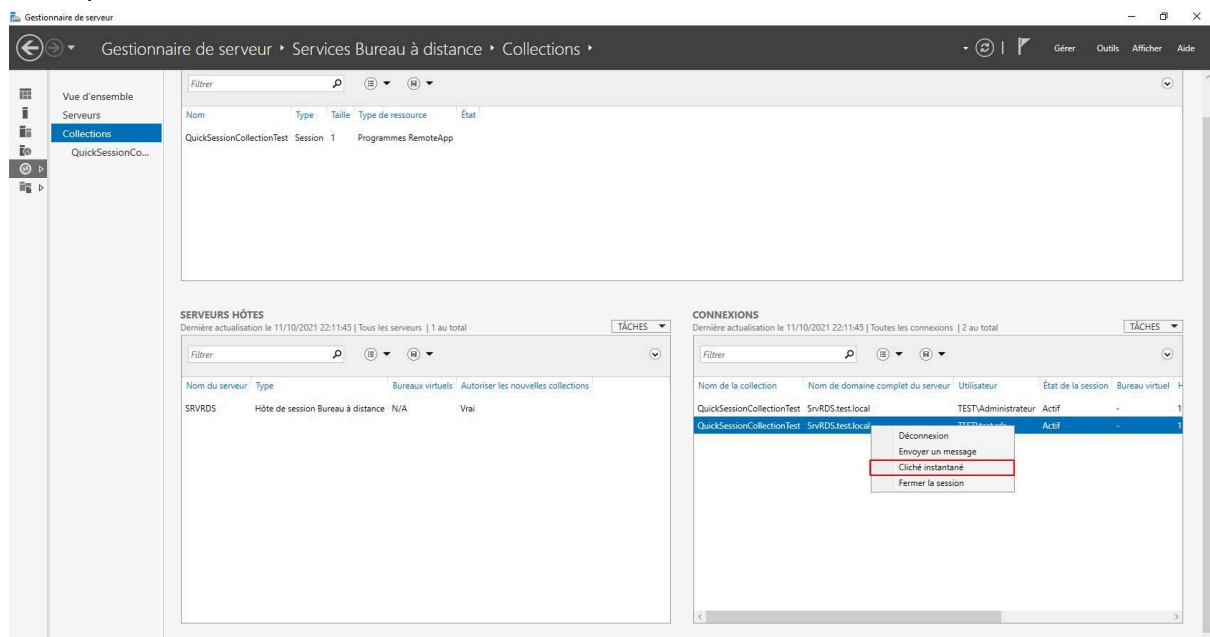 Gestionnaire de serveur
Gestionnaire de serveur • Services Bureau à distance • Collections •
Gérer Outils Afficher Aide
Vue d'ensemble
Serveurs
Collections
QuickSessionCo...
Filtrer
Nom Type Taille Type de ressource État
QuickSessionCollectionTest Session 1 Programmes RemoteApp
SERVEURS HÔTES
Dernière actualisation le 11/10/2021 22:11:45 | Tous les serveurs | 1 au total
TÂCHES
Filtrer
Nom du serveur Type Bureaux virtuels Autoriser les nouvelles collections
SRVRDS Hôte de session Bureau à distance N/A Vrai
CONNEXIONS
Dernière actualisation le 11/10/2021 22:11:45 | Toutes les connexions | 2 au total
TÂCHES
Filtrer
Nom de la collection Nom de domaine complet du serveur Utilisateur État de la session Bureau virtuel H
QuickSessionCollectionTest SrvRDS.test.local TEST\Administrateur Actif - 1
QuickSessionCollectionTest SrvRDS.test.local Actif - 1
Déconnexion
Envoyer un message
Cliché instantané
Fermer la session